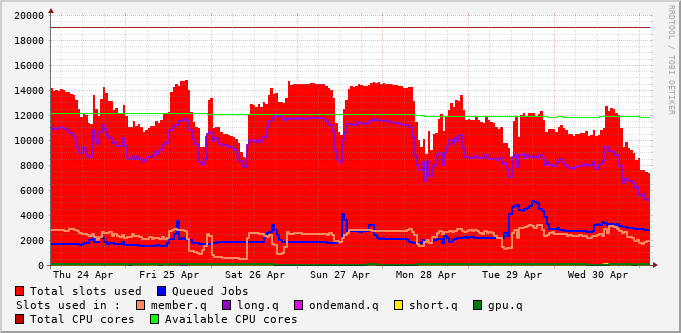 20000
18000
16000
14000
12000
10000
8000
6000
4000
2000
0
Thu 24 Apr Fri 25 Apr Sat 26 Apr Sun 27 Apr Mon 28 Apr Tue 29 Apr Wed 30 Apr
Total slots used Queued Jobs
Slots used in : member.q long.q ondemand.q short.q gpu.q
Total CPU cores Available CPU cores
RRDTOOL / TOBI OETIKER